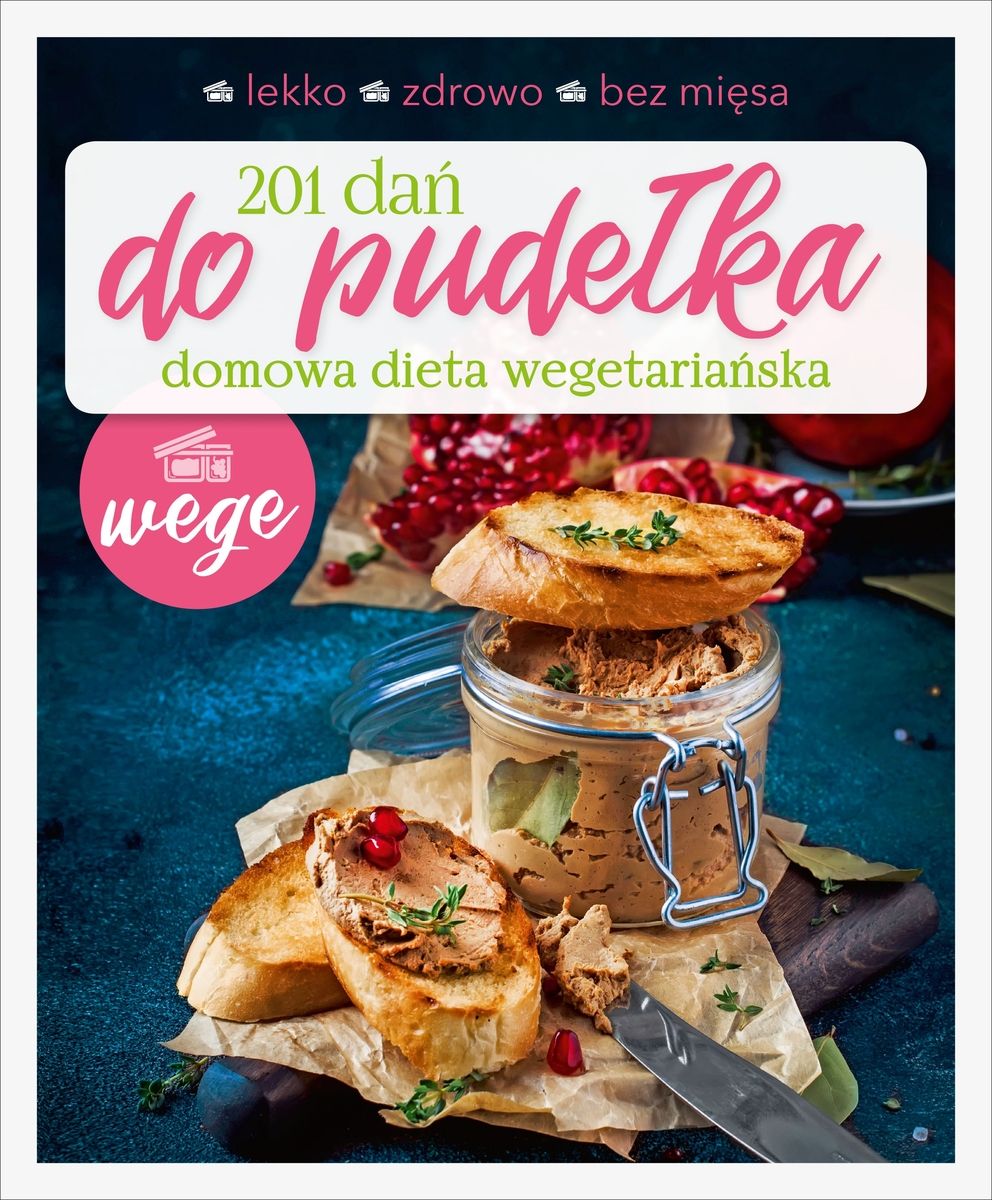 lekko zdrowo bez mięsa
201 dań
do pudełka
domowa dieta wegetariańska
wege